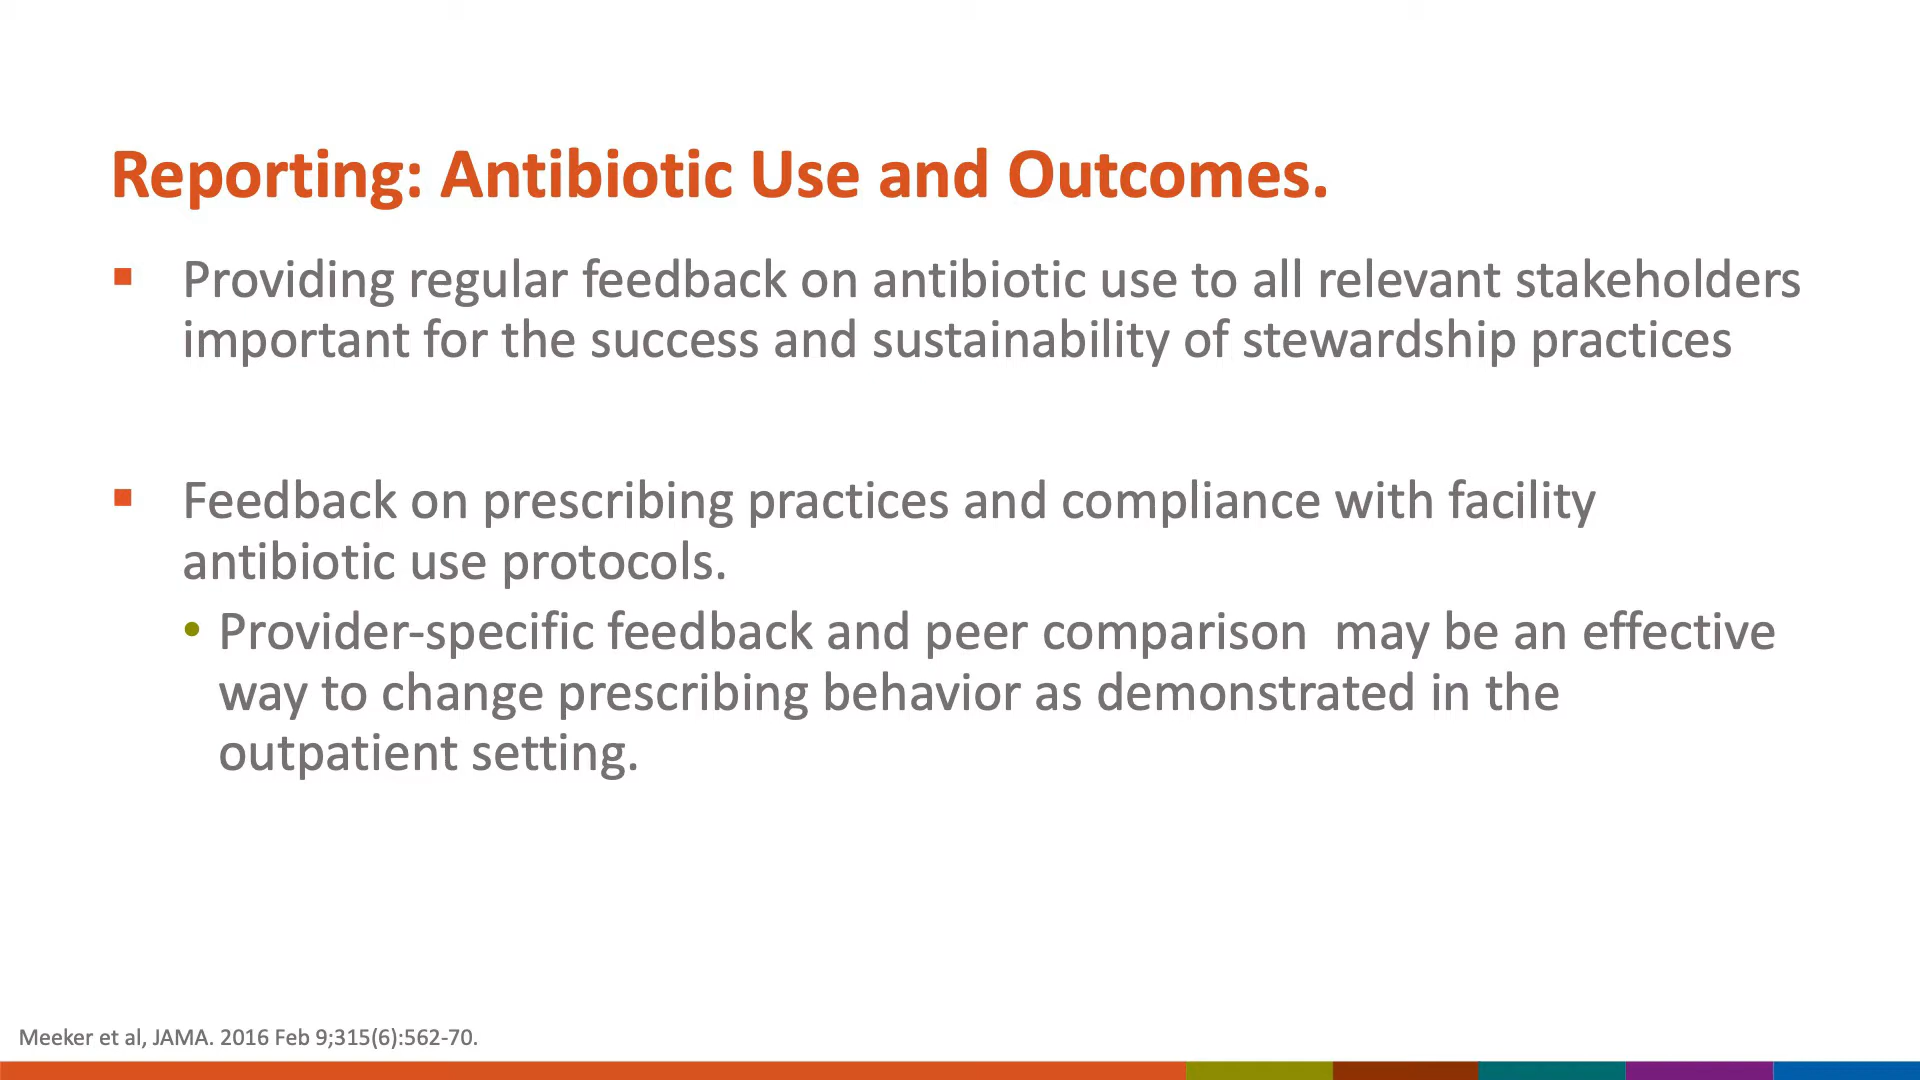 Reporting: Antibiotic Use and Outcomes.
▪ Providing regular feedback on antibiotic use to all relevant stakeholders
important for the success and sustainability of stewardship practices
▪ Feedback on prescribing practices and compliance with facility
antibiotic use protocols.
• Provider-specific feedback and peer comparison  may be an effective
way to change prescribing behavior as demonstrated in the
outpatient setting.
Meeker et al, JAMA. 2016 Feb 9;315(6):562-70.